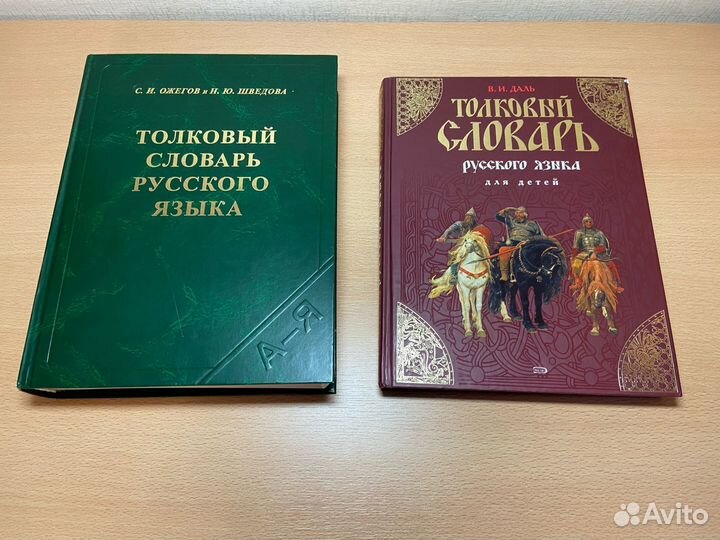 С. И. ОЖЕГОВ и Н. Ю. ШВЕДОВА
ТОЛКОВЫЙ
СЛОВАРЬ
РУССКОГО
ЯЗЫКА
А–Я
В. И. ДАЛЬ
ТОЛКОВЫЙ
СЛОВАРЬ
РУССКОГО ЯЗЫКА
для детей
Avito